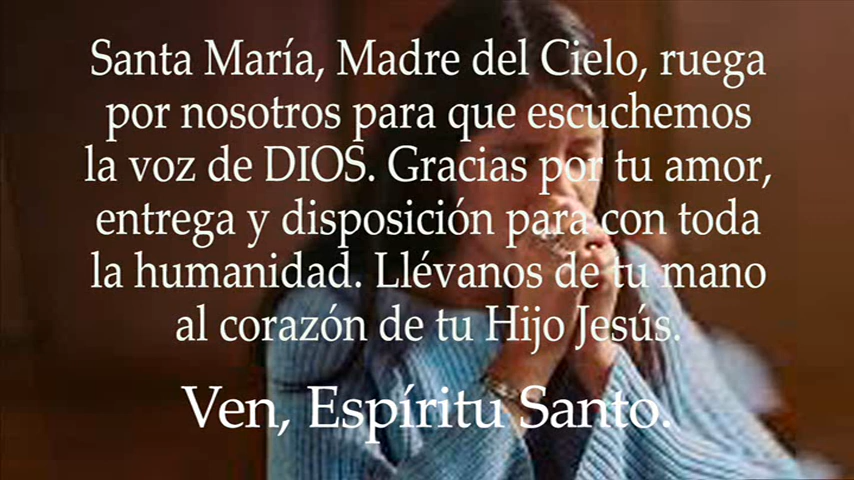 Santa María, Madre del Cielo, ruega
por nosotros para que escuchemos
la voz de DIOS. Gracias por tu amor,
entrega y disposición para con toda
la humanidad. Llévanos de tu mano
al corazón de tu Hijo Jesús.
Ven, Espíritu Santo.